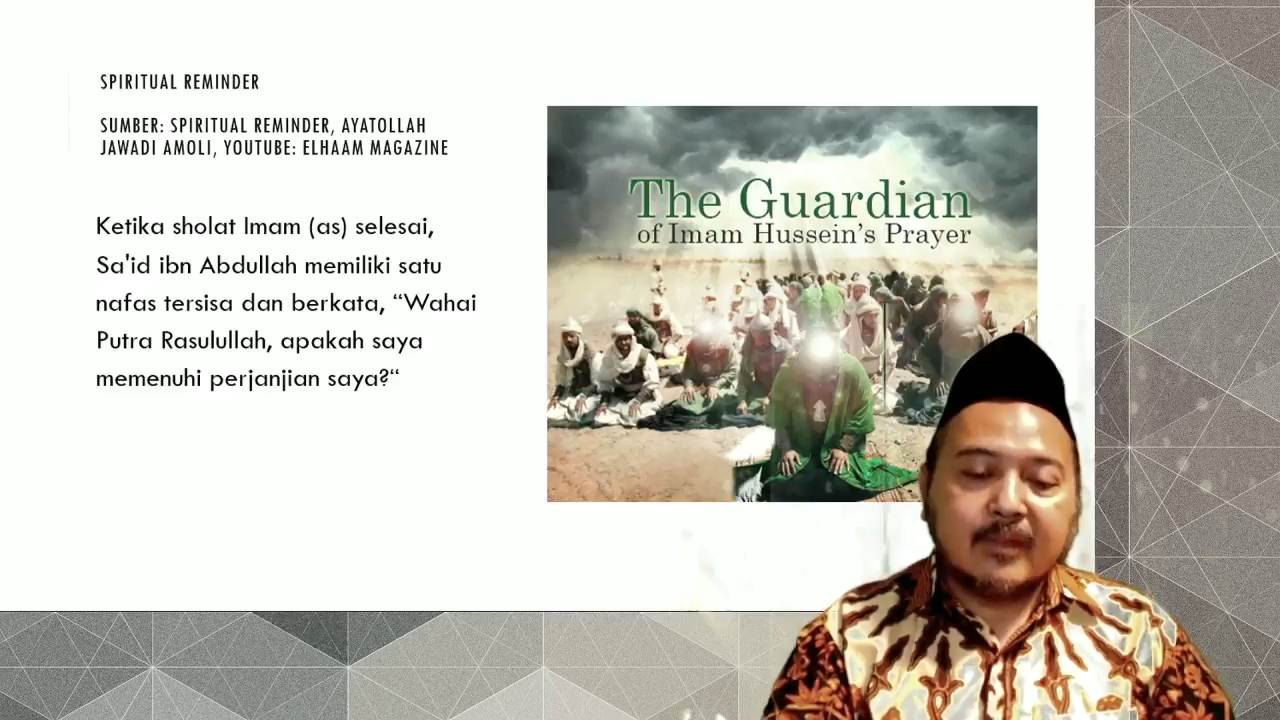 SPIRITUAL REMINDER
SUMBER: SPIRITUAL REMINDER, AYATOLLAH
JAWADI AMOLI, YOUTUBE: ELHAAM MAGAZINE
Ketika sholat Imam (as) selesai,
Sa'id ibn Abdullah memiliki satu
nafas tersisa dan berkata, “Wahai
Putra Rasulullah, apakah saya
memenuhi perjanjian saya?“
The Guardian
of Imam Hussein's Prayer